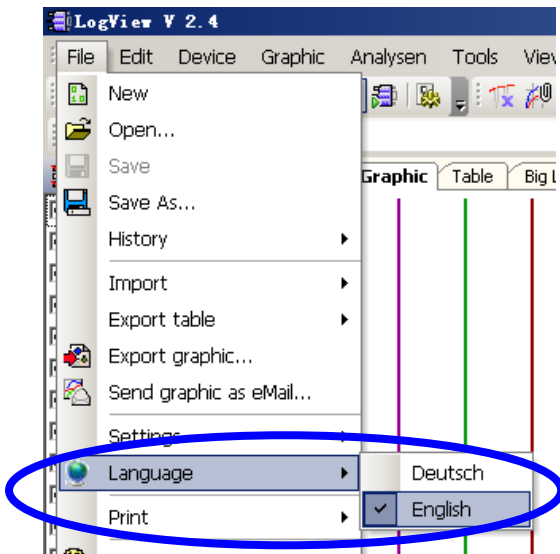 LogView V 2.4
File Edit Device Graphic Analysen Tools View
New
Open...
Save
Graphic Table Big
Save As...
History
Import
Export table
Export graphic...
Send graphic as eMail...
Settings
Language
Deutsch
English
Print